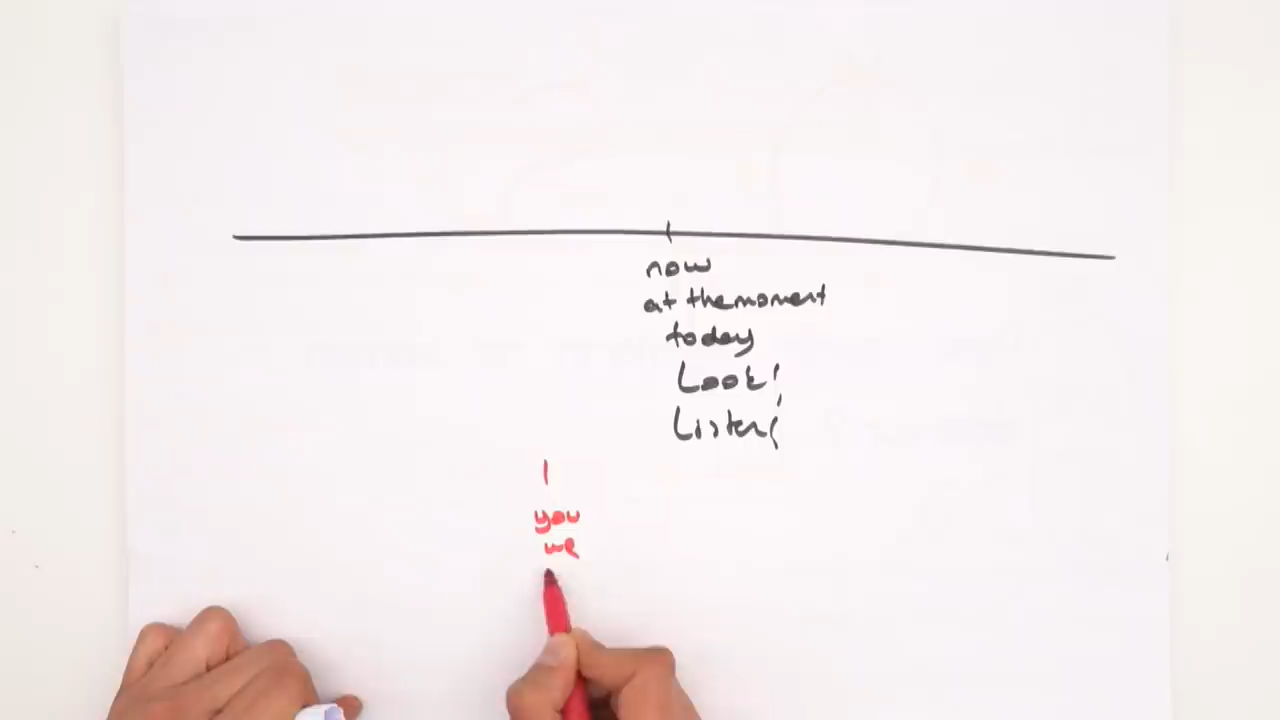 now
at the moment
today
Look!
Listen!
I
you
we